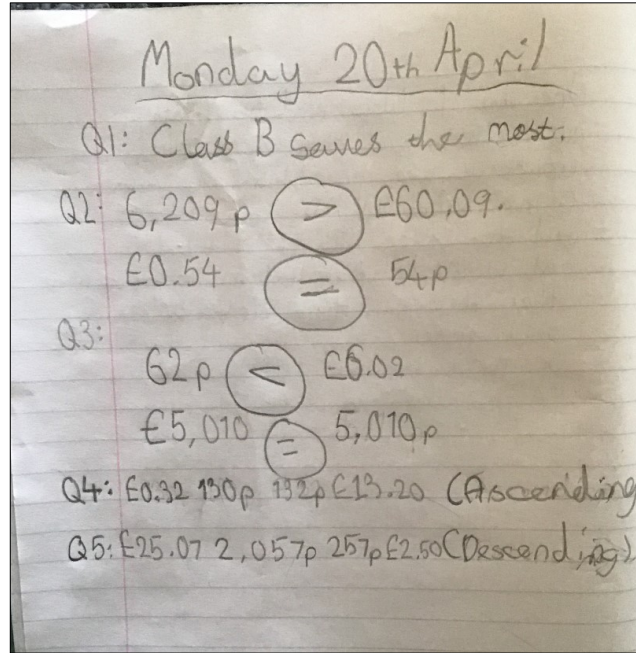 Monday 20th April
Q1: Class B saves the most.
Q2: 6,209p > £60.09.
£0.54 = 54p
Q3:
62p < £6.02
£5,010 = 5,010p
Q4: £0.32 130p 132p £13.20 (Ascending
Q5: £25.07 2,057p 257p £2.50 (Descending)